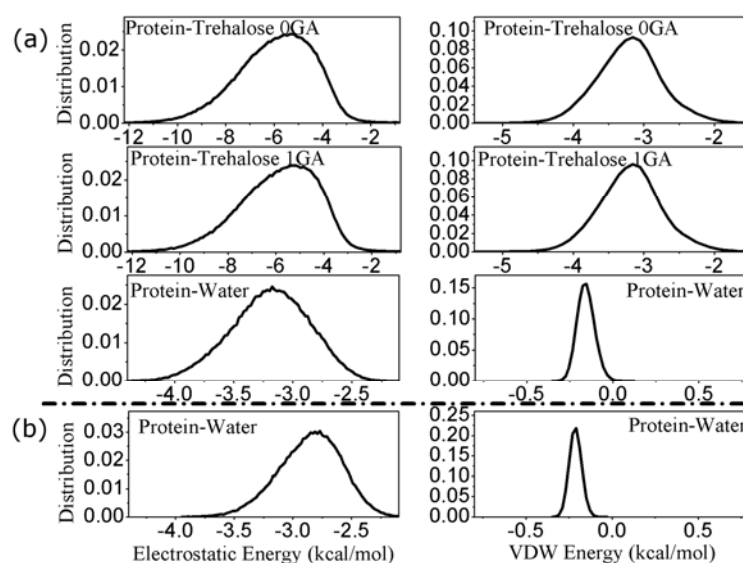 (a)
Protein-Trehalose 0GA
Distribution
0.02
0.01
0.00
-12 -10 -8 -6 -4 -2
Protein-Trehalose 0GA
0.10
0.08
0.06
0.04
0.02
0.00
-5 -4 -3 -2
Protein-Trehalose 1GA
Distribution
0.02
0.01
0.00
-12 -10 -8 -6 -4 -2
Protein-Trehalose 1GA
0.10
0.08
0.06
0.04
0.02
0.00
-5 -4 -3 -2
Protein-Water
Distribution
0.02
0.01
0.00
-4.0 -3.5 -3.0 -2.5
Protein-Water
0.15
0.10
0.05
0.00
-0.5 0.0 0.5
(b)
Protein-Water
Distribution
0.03
0.02
0.01
0.00
-4.0 -3.5 -3.0 -2.5
Electrostatic Energy (kcal/mol)
Protein-Water
0.25
0.20
0.15
0.10
0.05
0.00
-0.5 0.0 0.5
VDW Energy (kcal/mol)